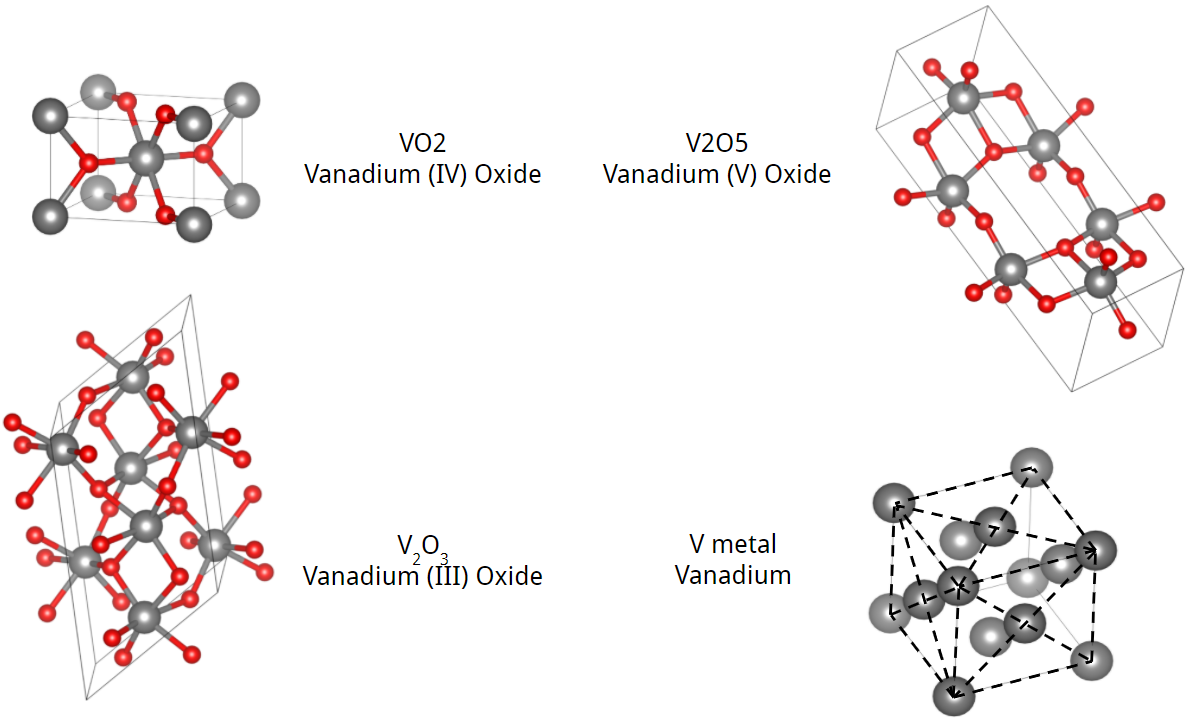 VO2
Vanadium (IV) Oxide
V2O5
Vanadium (V) Oxide
V₂O₃
Vanadium (III) Oxide
V metal
Vanadium